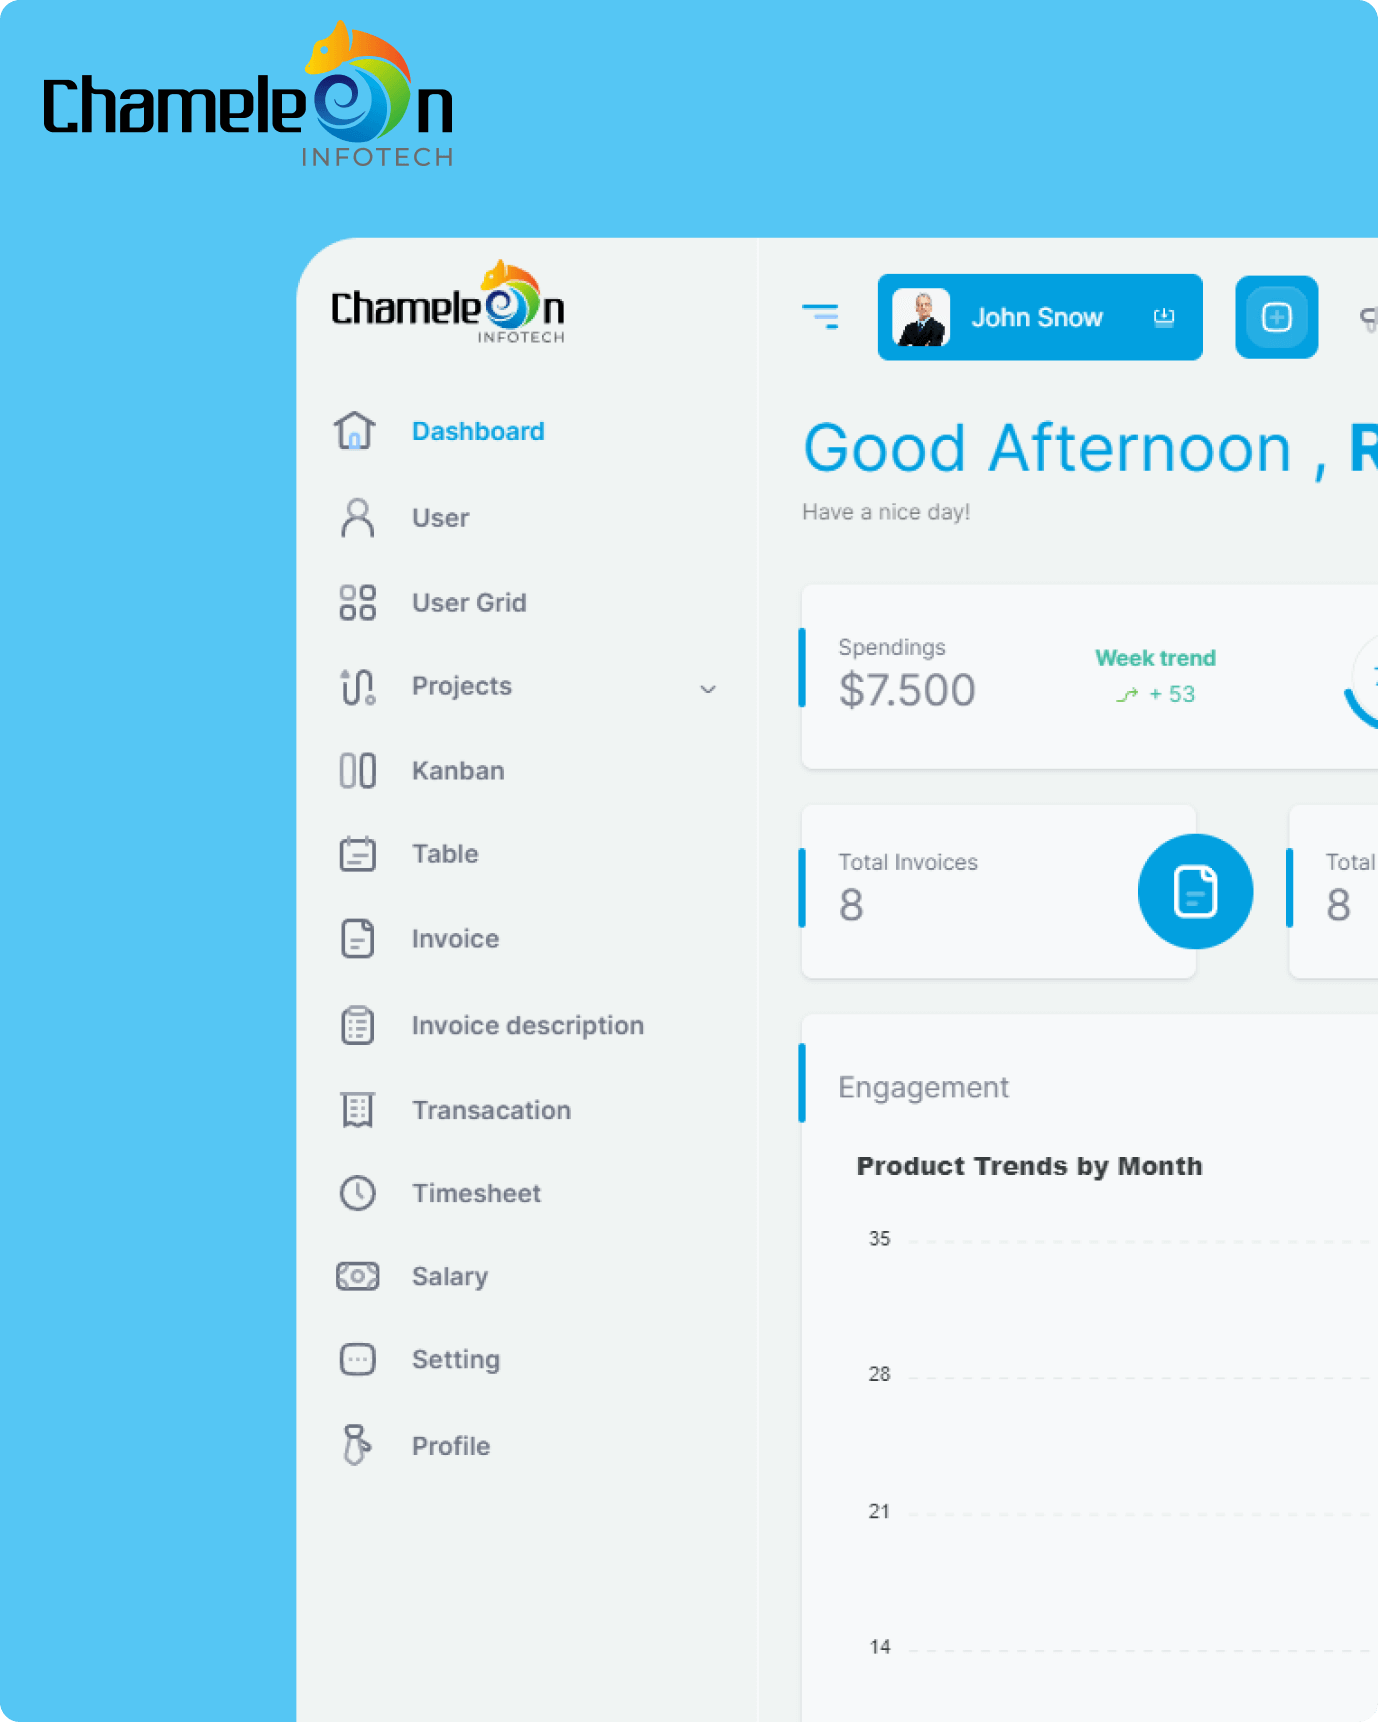 Chameleon
INFOTECH
Chameleon
INFOTECH
John Snow
Dashboard
User
User Grid
Projects
Kanban
Table
Invoice
Invoice description
Transacation
Timesheet
Salary
Setting
Profile
Good Afternoon , R
Have a nice day!
Spendings
$7.500
Week trend
+ 53
Total Invoices
8
Total
8
Engagement
Product Trends by Month
35
28
21
14